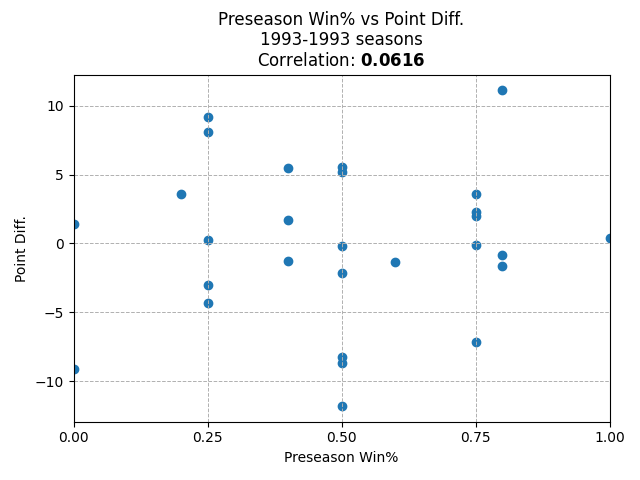 Preseason Win% vs Point Diff.
1993-1993 seasons
Correlation: 0.0616
10
5
0
−5
−10
Point Diff.
0.00 0.25 0.50 0.75 1.00
Preseason Win%